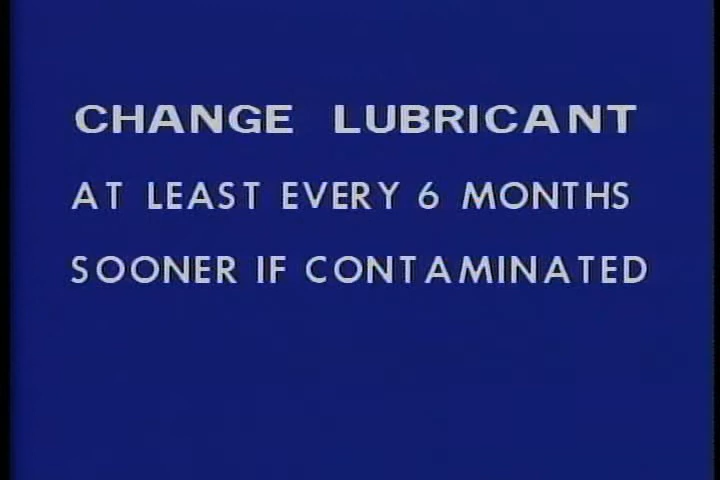 CHANGE LUBRICANT
AT LEAST EVERY 6 MONTHS
SOONER IF CONTAMINATED